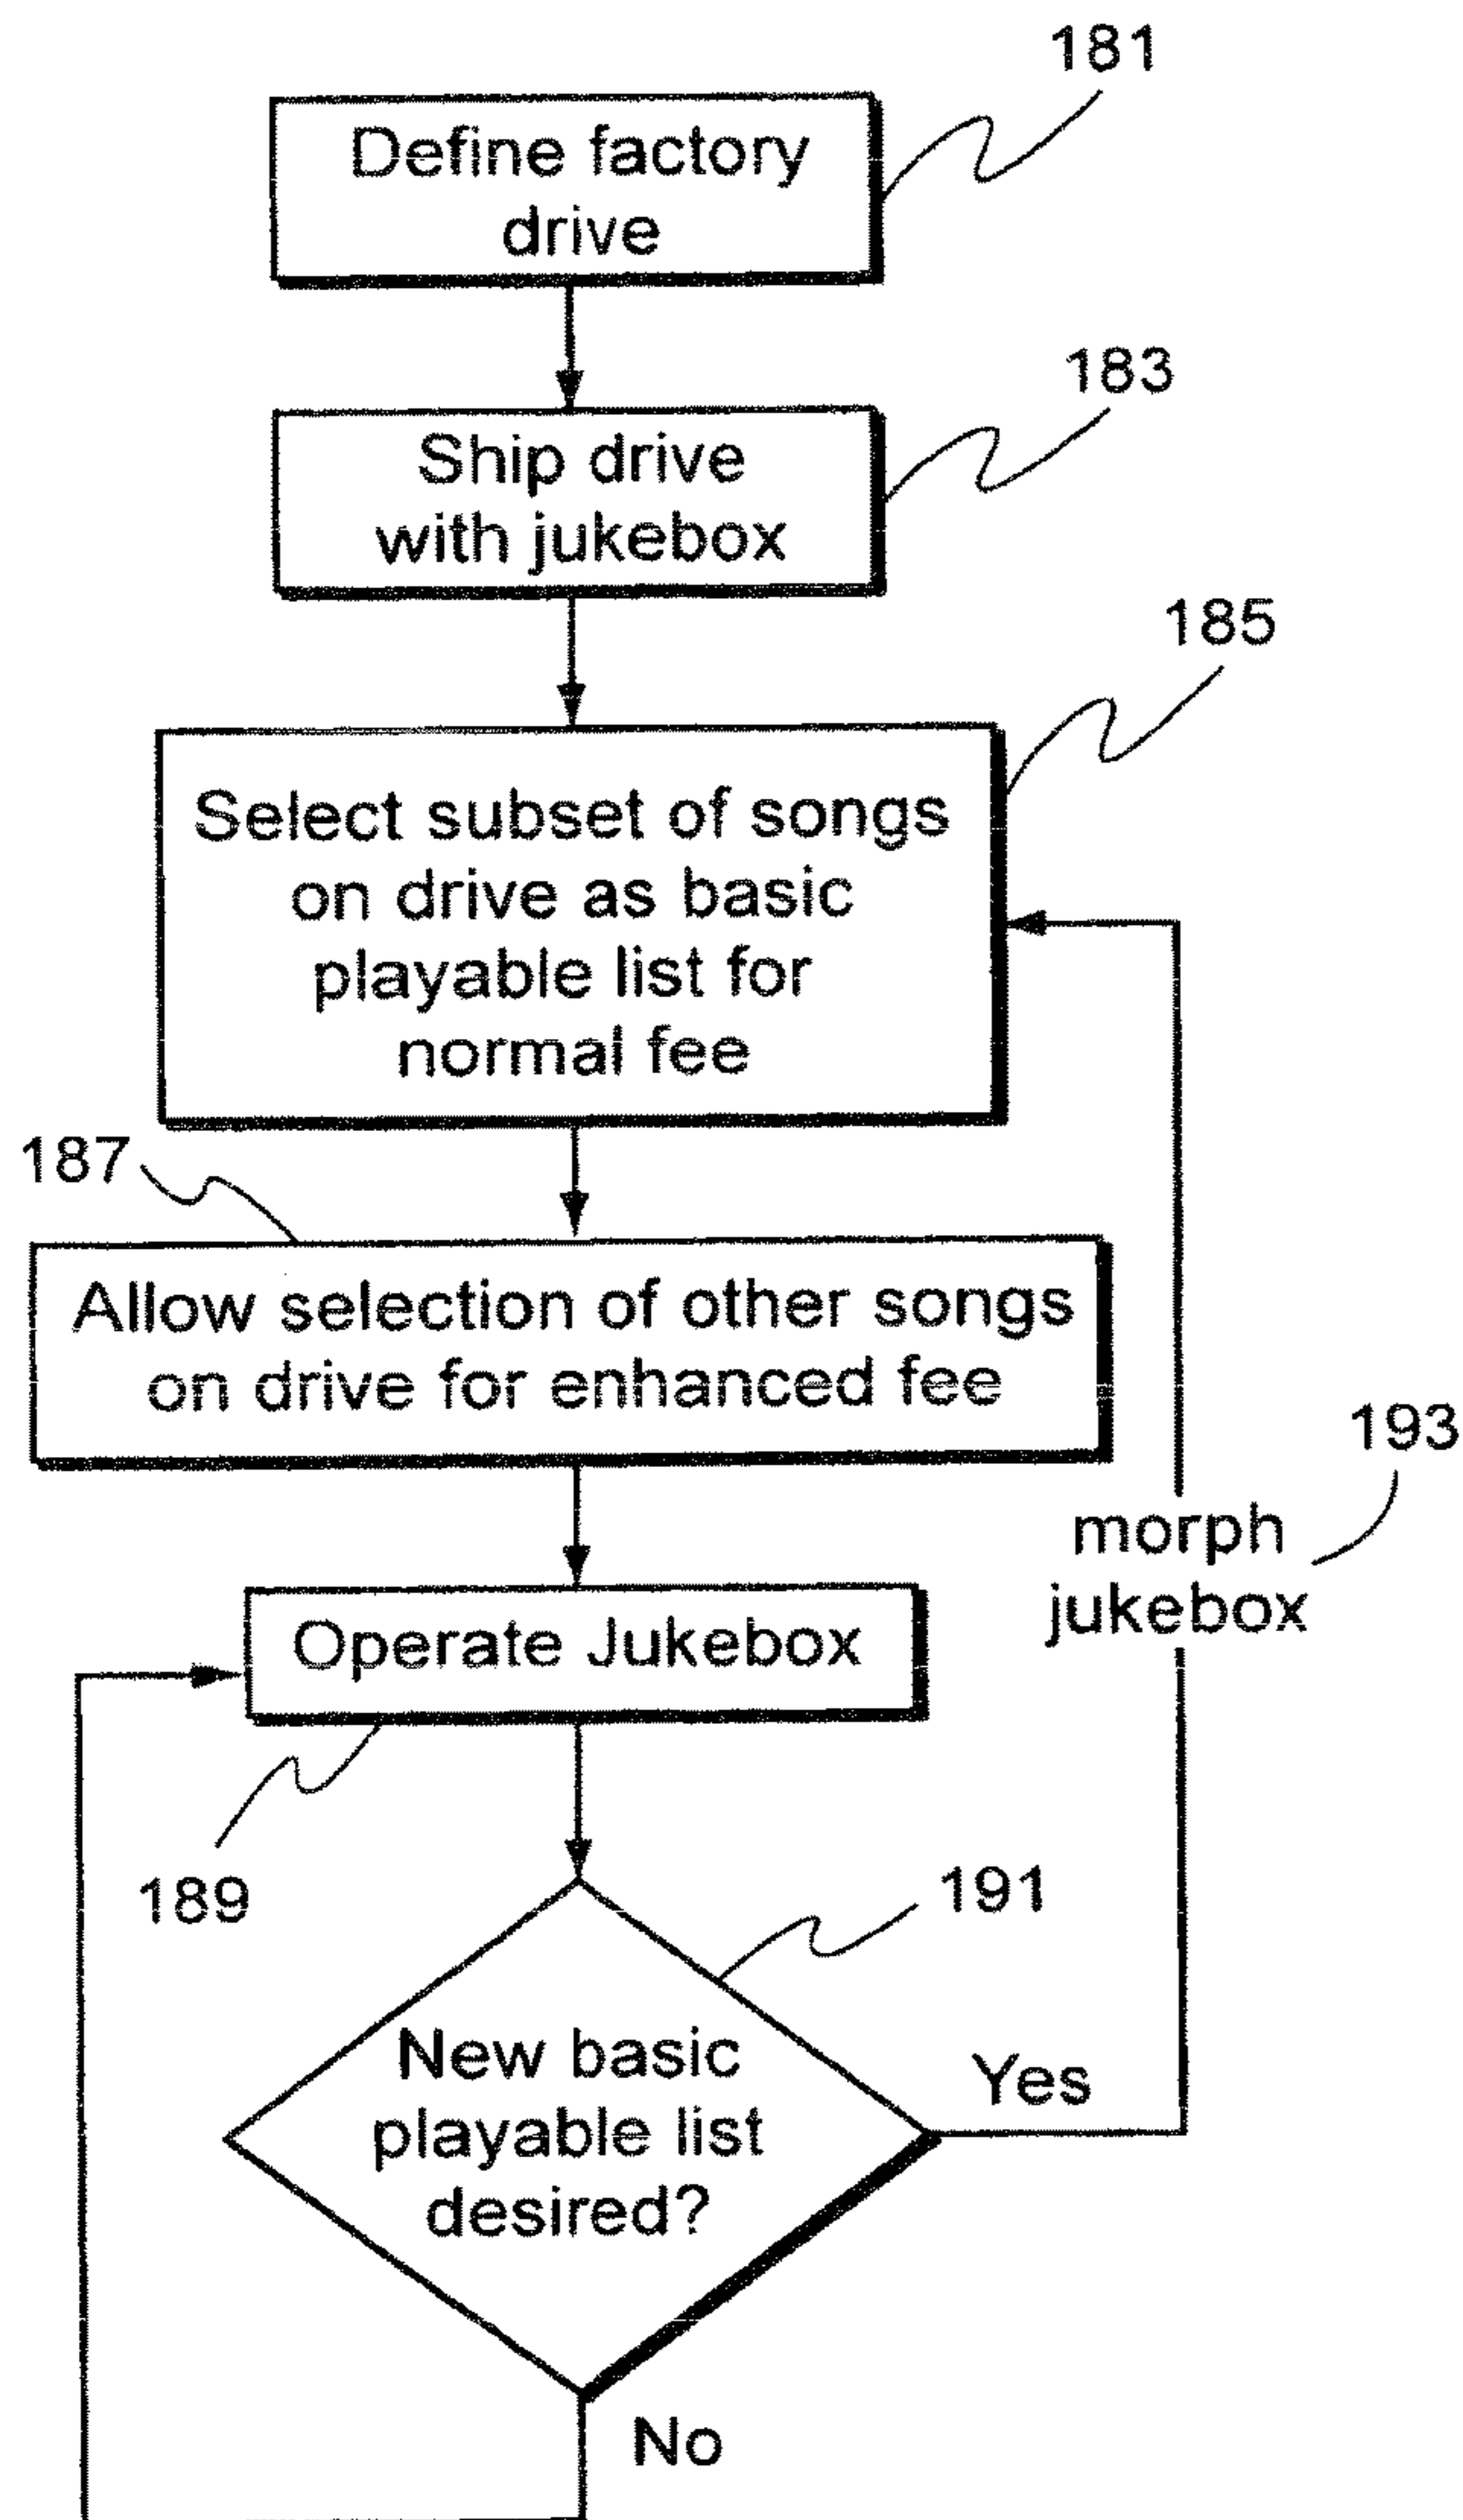 181
Define factory
drive
183
Ship drive
with jukebox
185
Select subset of songs
on drive as basic
playable list for
normal fee
187
Allow selection of other songs
on drive for enhanced fee
193
morph
jukebox
Operate Jukebox
189
191
New basic
playable list
desired?
Yes
No